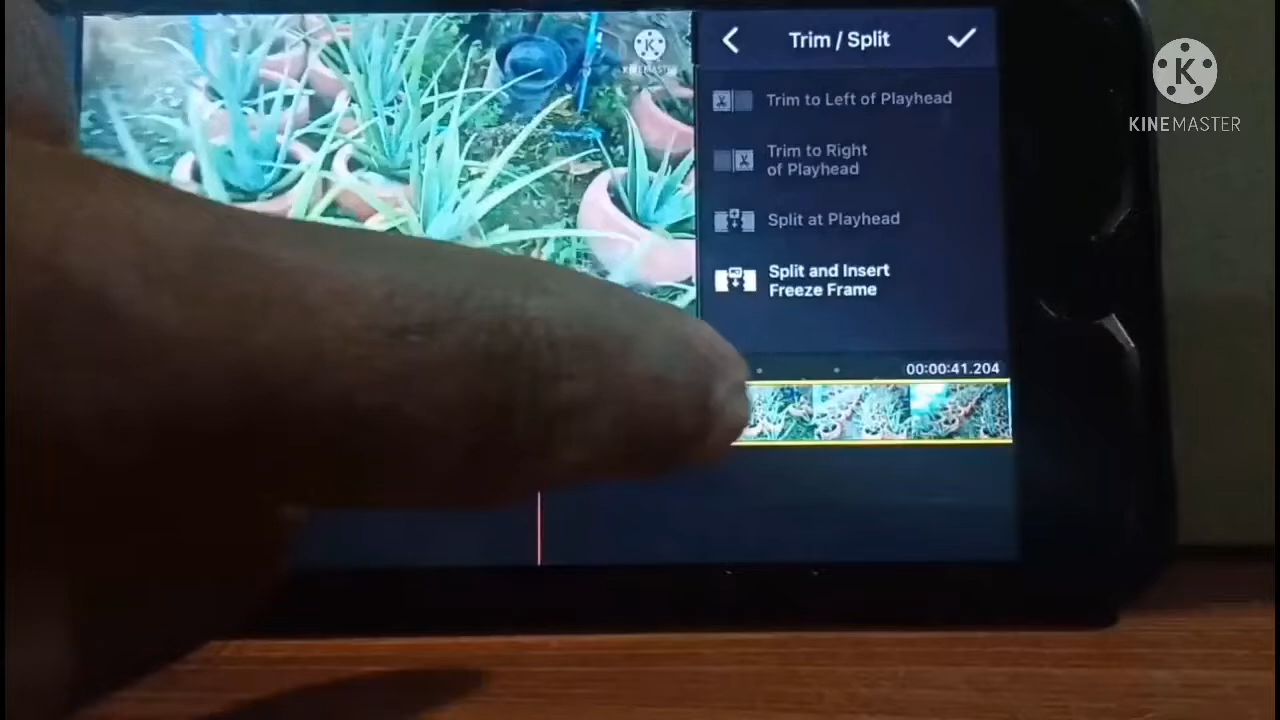 Trim / Split
Trim to Left of Playhead
Trim to Right
of Playhead
Split at Playhead
Split and Insert
Freeze Frame
00:00:41.204
K
KINEMASTER
K
KINEMASTER